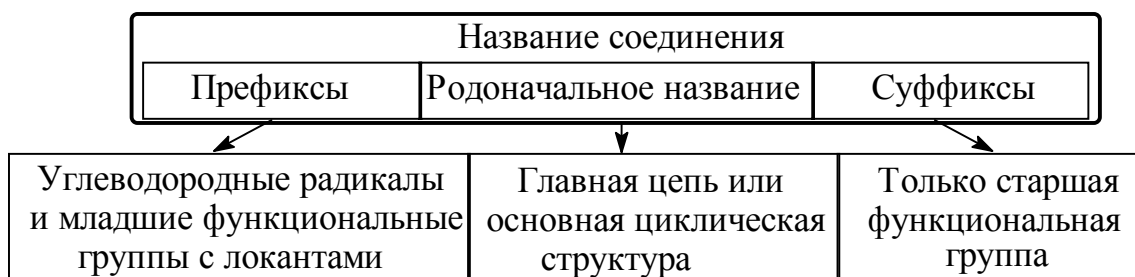 Название соединения
Префиксы
Родоначальное название
Суффиксы
Углеводородные радикалы
и младшие функциональные
группы с локантами
Главная цепь или
основная циклическая
структура
Только старшая
функциональная
группа